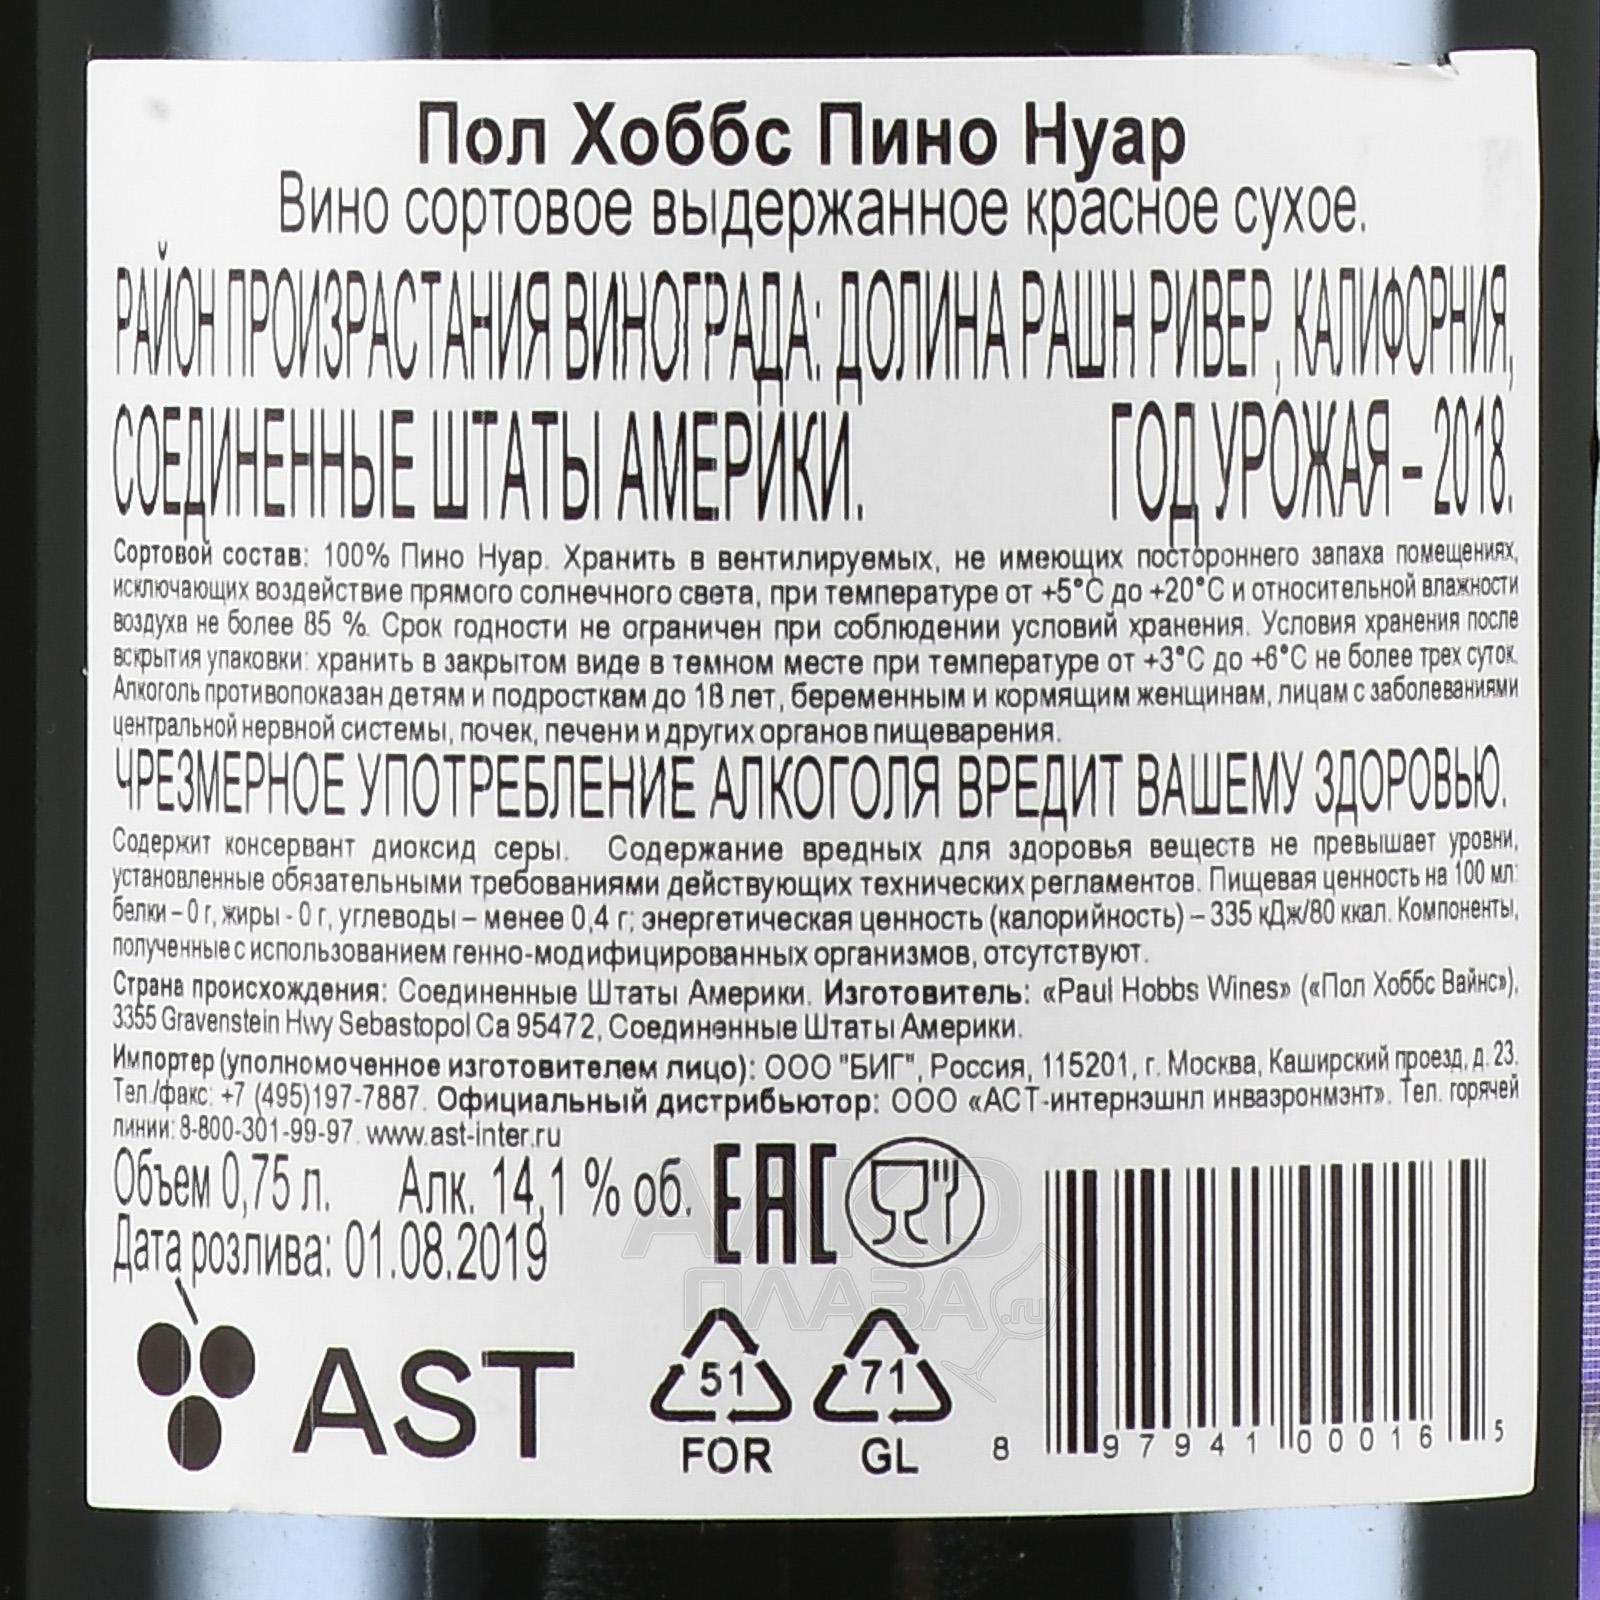 Пол Хоббс Пино Нуар
Вино сортовое выдержанное красное сухое.
РАЙОН ПРОИЗРАСТАНИЯ ВИНОГРАДА: ДОЛИНА РАШН РИВЕР, КАЛИФОРНИЯ,
СОЕДИНЕННЫЕ ШТАТЫ АМЕРИКИ. ГОД УРОЖАЯ – 2018.
Сортовой состав: 100% Пино Нуар. Хранить в вентилируемых, не имеющих постороннего запаха помещениях,
исключающих воздействие прямого солнечного света, при температуре от +5°C до +20°C и относительной влажности
воздуха не более 85 %. Срок годности не ограничен при соблюдении условий хранения. Условия хранения после
вскрытия упаковки: хранить в закрытом виде в темном месте при температуре от +3°C до +6°C не более трех суток.
Алкоголь противопоказан детям и подросткам до 18 лет, беременным и кормящим женщинам, лицам с заболеваниями
центральной нервной системы, почек, печени и других органов пищеварения.
ЧРЕЗМЕРНОЕ УПОТРЕБЛЕНИЕ АЛКОГОЛЯ ВРЕДИТ ВАШЕМУ ЗДОРОВЬЮ.
Содержит консервант диоксид серы. Содержание вредных для здоровья веществ не превышает уровни,
установленные обязательными требованиями действующих технических регламентов. Пищевая ценность на 100 мл:
белки – 0 г, жиры - 0 г, углеводы – менее 0,4 г; энергетическая ценность (калорийность) – 335 кДж/80 ккал. Компоненты,
полученные с использованием генно-модифицированных организмов, отсутствуют.
Страна происхождения: Соединенные Штаты Америки. Изготовитель: «Paul Hobbs Wines» («Пол Хоббс Вайнс»),
3355 Gravenstein Hwy Sebastopol Ca 95472, Соединенные Штаты Америки.
Импортер (уполномоченное изготовителем лицо): ООО "БИГ", Россия, 115201, г. Москва, Каширский проезд, д. 23.
Тел./факс: +7 (495)197-7887. Официальный дистрибьютор: ООО «АСТ-интернэшнл инваэронмэнт». Тел. горячей
линии: 8-800-301-99-97. www.ast-inter.ru
Объем 0,75 л. Алк. 14,1 % об. EAC
Дата розлива: 01.08.2019
АЛКО
ПЛАЗА.ru
AST
51 71
FOR GL
8 97941 00016 5